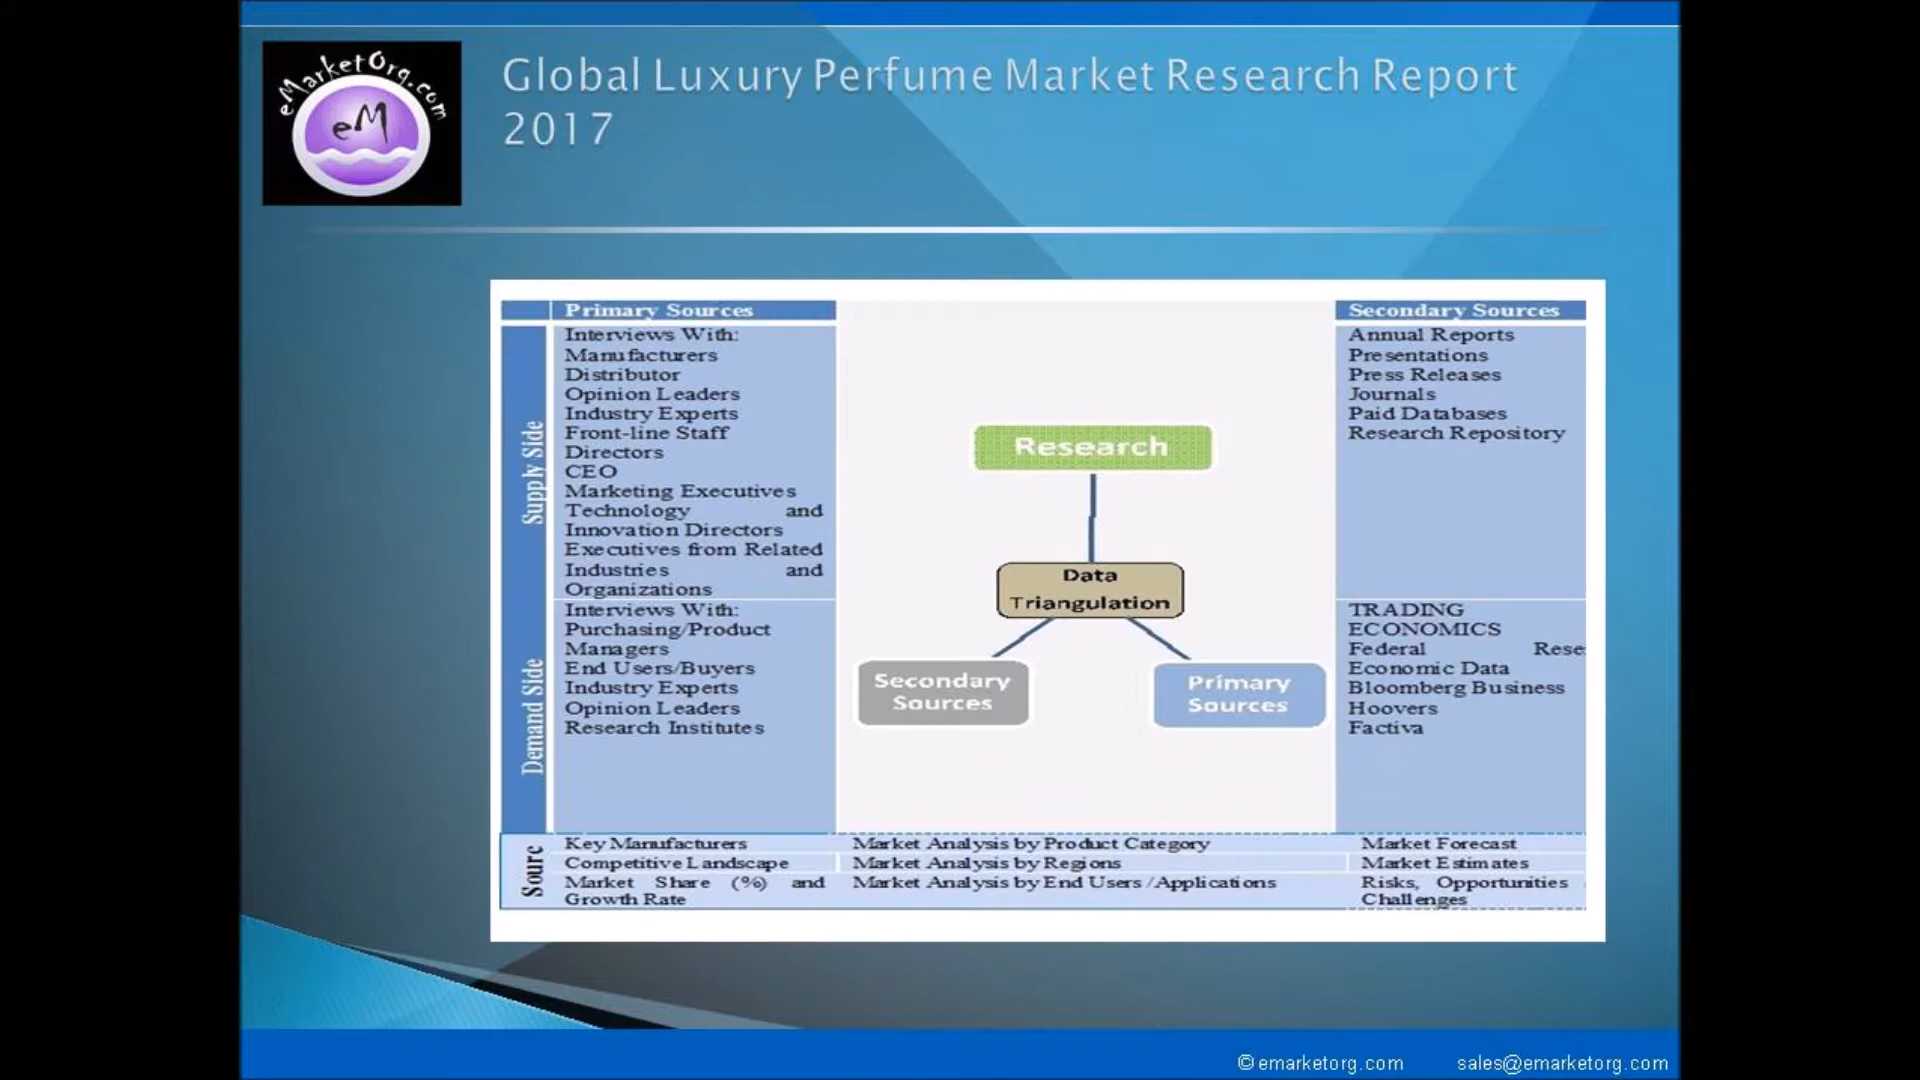 eMarketOrg.com
eM
Global Luxury Perfume Market Research Report
2017
Primary Sources
Supply Side
Interviews With:
Manufacturers
Distributor
Opinion Leaders
Industry Experts
Front-line Staff
Directors
CEO
Marketing Executives
Technology and
Innovation Directors
Executives from Related
Industries and
Organizations
Demand Side
Interviews With:
Purchasing/Product
Managers
End Users/Buyers
Industry Experts
Opinion Leaders
Research Institutes
Research
Data
Triangulation
Secondary
Sources
Primary
Sources
Secondary Sources
Annual Reports
Presentations
Press Releases
Journals
Paid Databases
Research Repository
TRADING
ECONOMICS
Federal Rese
Economic Data
Bloomberg Business
Hoovers
Factiva
Sourc
Key Manufacturers
Competitive Landscape
Market Share (%) and
Growth Rate
Market Analysis by Product Category
Market Analysis by Regions
Market Analysis by End Users /Applications
Market Forecast
Market Estimates
Risks, Opportunities
Challenges
© emarketorg.com sales@emarketorg.com